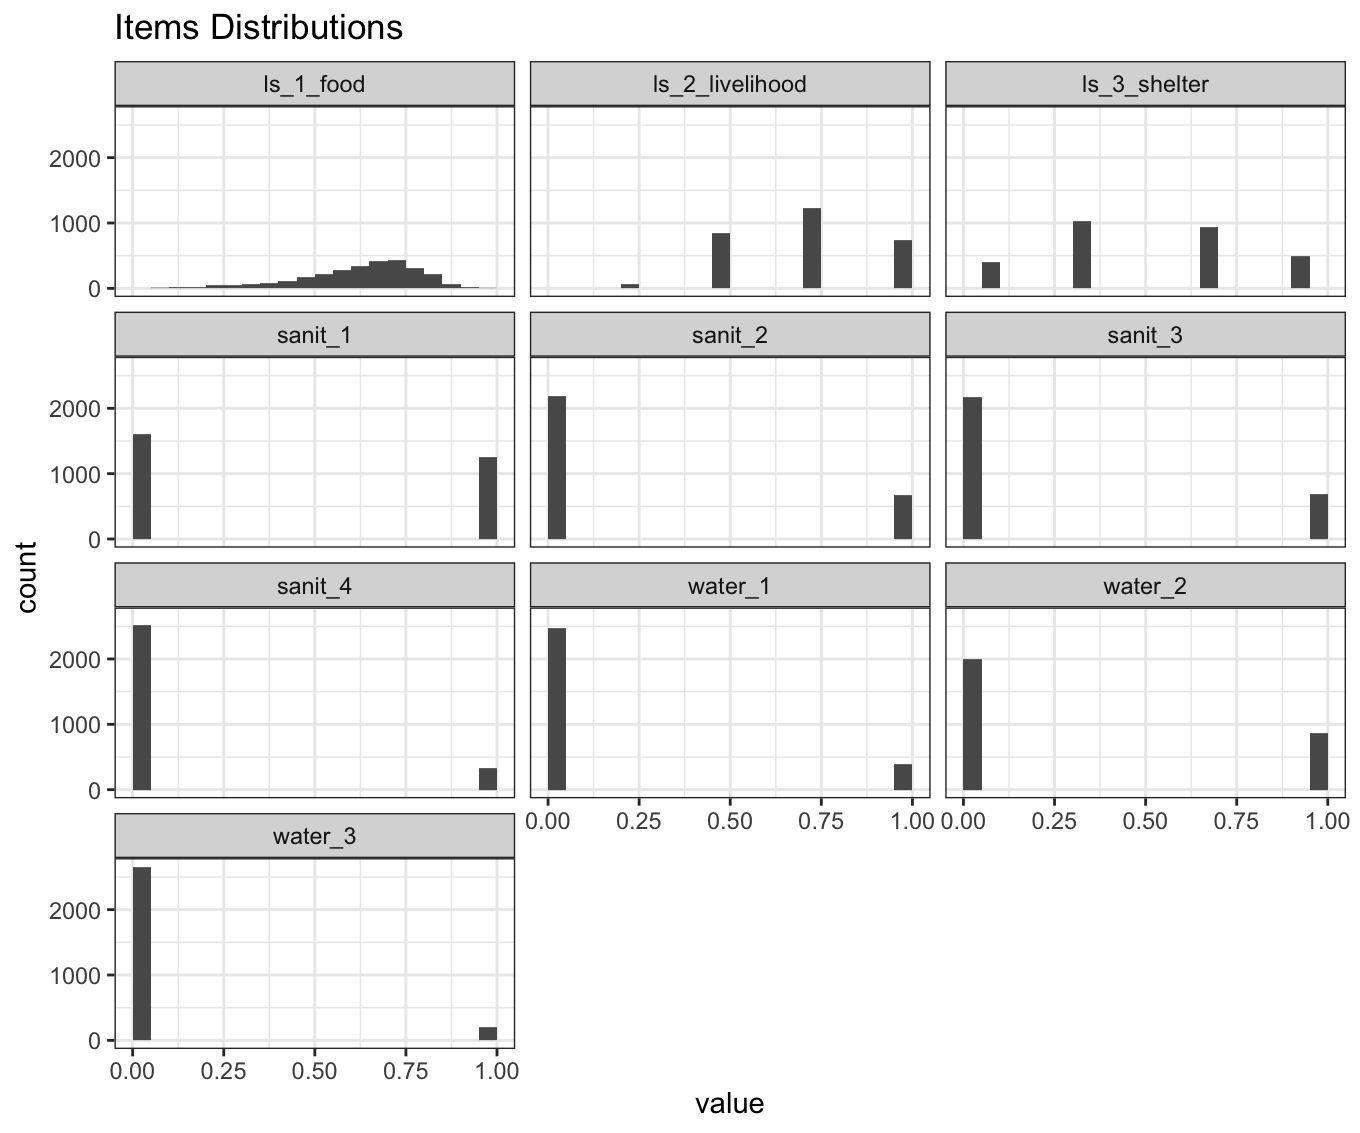 Items Distributions
ls_1_food ls_2_livelihood ls_3_shelter
2000
1000
0
sanit_1 sanit_2 sanit_3
2000
1000
0
sanit_4 water_1 water_2
2000
1000
0
0.00 0.25 0.50 0.75 1.00 0.00 0.25 0.50 0.75 1.00
water_3
2000
1000
0
0.00 0.25 0.50 0.75 1.00
count
value